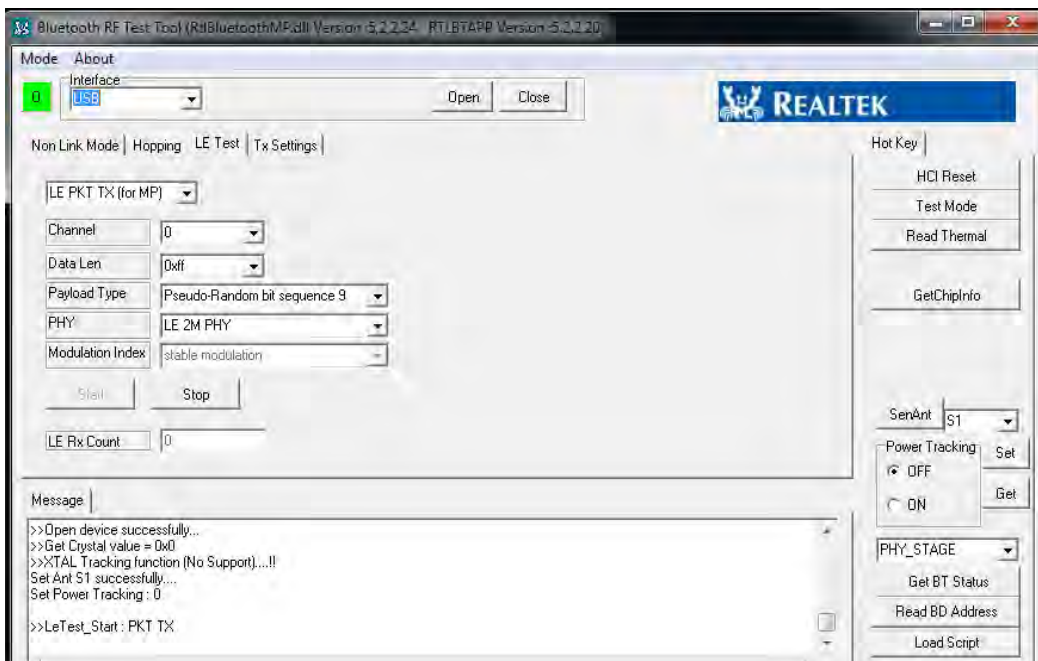 Bluetooth RF Test Tool (RtlBluetoothMP.dll Version :5.2.2.24 RTLBTAPP Version :5.2.2.20)
Mode About
0 Interface USB Open Close
REALTEK
Non Link Mode Hopping LE Test Tx Settings
Hot Key
LE PKT TX (for MP)
Channel 0
Data Len 0xff
Payload Type Pseudo-Random bit sequence 9
PHY LE 2M PHY
Modulation Index stable modulation
Start Stop
LE Rx Count 0
HCI Reset
Test Mode
Read Thermal
GetChipInfo
SenAnt S1
Power Tracking
OFF
ON
Set
Get
PHY_STAGE
Get BT Status
Read BD Address
Load Script
Message
>>Open device successfully...
>>Get Crystal value = 0x0
>>XTAL Tracking function (No Support)....!!
Set Ant S1 successfully....
Set Power Tracking : 0
>>LeTest_Start : PKT TX